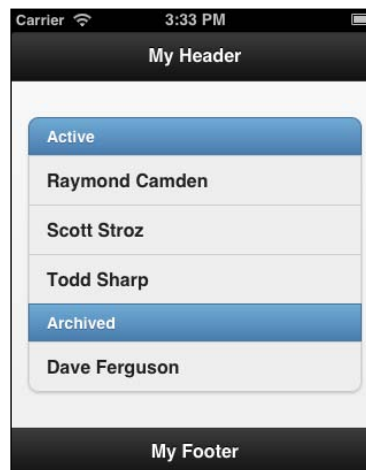 Carrier 3:33 PM
My Header
Active
Raymond Camden
Scott Stroz
Todd Sharp
Archived
Dave Ferguson
My Footer